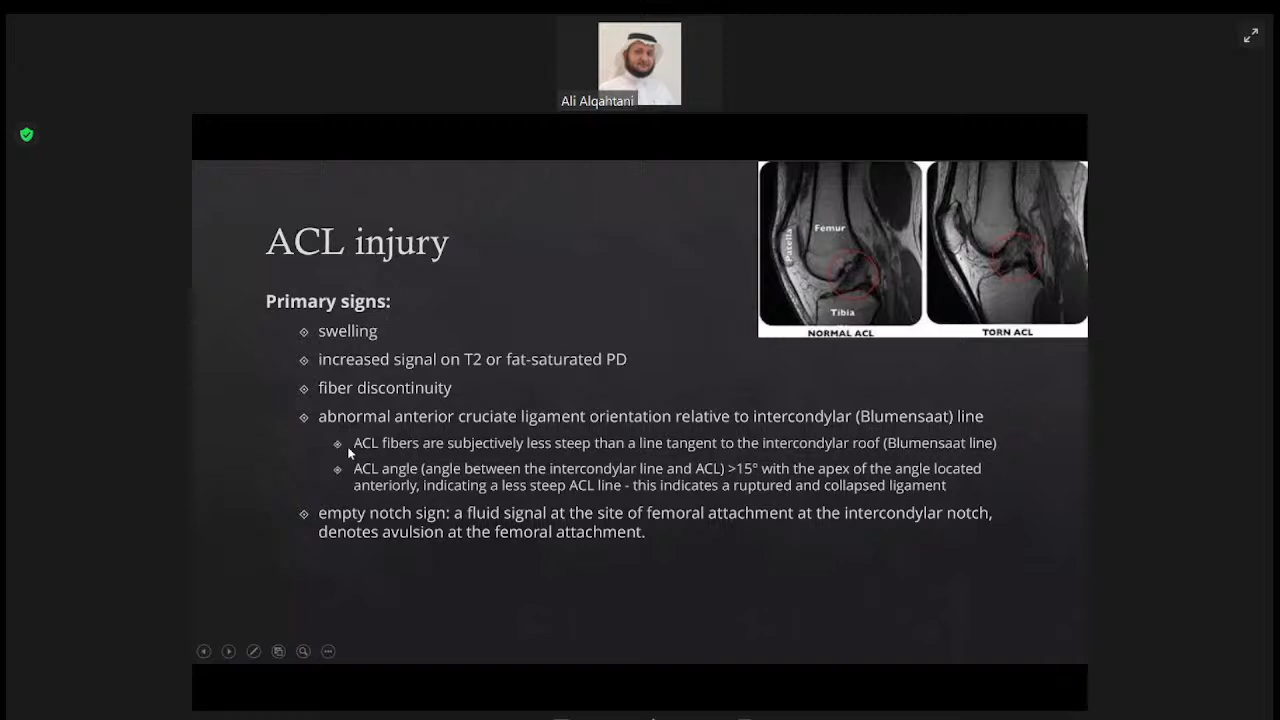 Ali Alqahtani
ACL injury
Primary signs:
swelling
increased signal on T2 or fat-saturated PD
fiber discontinuity
abnormal anterior cruciate ligament orientation relative to intercondylar (Blumensaat) line
ACL fibers are subjectively less steep than a line tangent to the intercondylar roof (Blumensaat line)
ACL angle (angle between the intercondylar line and ACL) >15° with the apex of the angle located
anteriorly, indicating a less steep ACL line - this indicates a ruptured and collapsed ligament
empty notch sign: a fluid signal at the site of femoral attachment at the intercondylar notch,
denotes avulsion at the femoral attachment.
Patella
Femur
Tibia
NORMAL ACL
TORN ACL